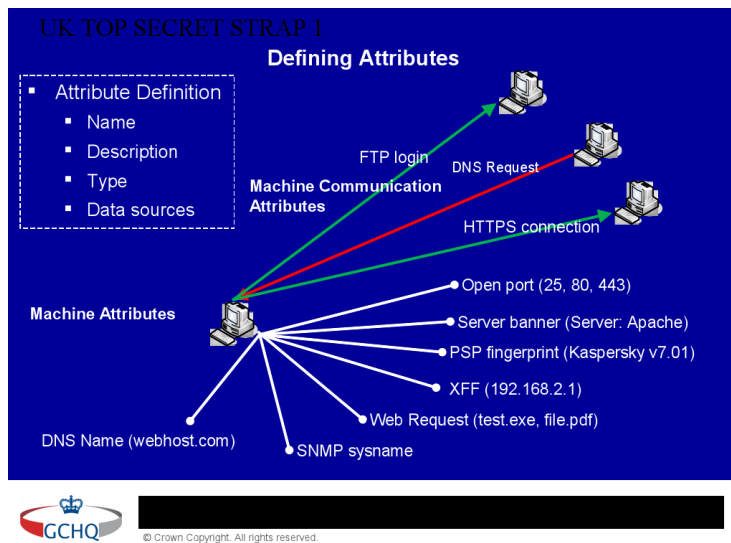 UK TOP SECRET STRAP 1
Defining Attributes
▪ Attribute Definition
▪ Name
▪ Description
▪ Type
▪ Data sources
FTP login
DNS Request
Machine Communication
Attributes
HTTPS connection
Machine Attributes
Open port (25, 80, 443)
Server banner (Server: Apache)
PSP fingerprint (Kaspersky v7.01)
XFF (192.168.2.1)
Web Request (test.exe, file.pdf)
DNS Name (webhost.com)
SNMP sysname
GCHQ
© Crown Copyright. All rights reserved.